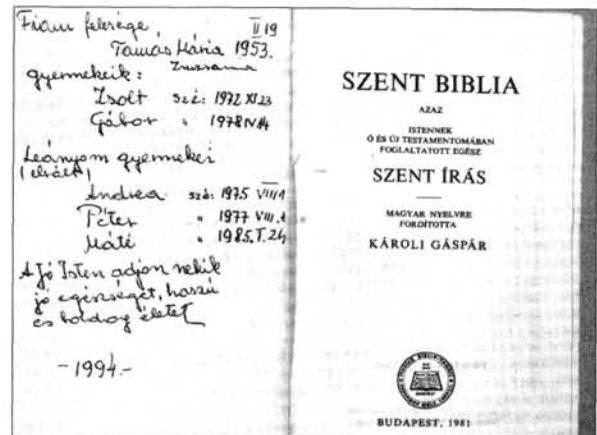 Fiam felesége, II 19
Tamás Mária 1953.
Zsuzsanna
gyermekeik:
Zsolt szü: 1972 XI 23
Gábor " 1978 IV 14
Leányom gyermekei
(elvált)
Andrea szü: 1975 VIII 1
Péter " 1977 VIII. 1
Máté " 1985. I. 24
A Jó Isten adjon nekik
jó egészséget, hosszú
és boldog életet
- 1994.-
SZENT BIBLIA
AZAZ
ISTENNEK
Ó ÉS ÚJ TESTAMENTOMÁBAN
FOGLALTATOTT EGÉSZ
SZENT ÍRÁS
MAGYAR NYELVRE
FORDÍTOTTA
KÁROLI GÁSPÁR
BUDAPEST, 1981